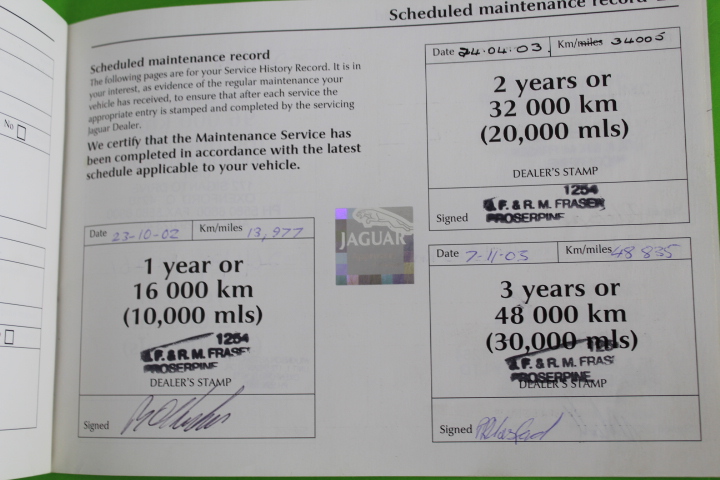 Scheduled maintenance record
Scheduled maintenance record
The following pages are for your Service History Record. It is in
your interest, as evidence of the regular maintenance your
vehicle has received, to ensure that after each service the
appropriate entry is stamped and completed by the servicing
Jaguar Dealer.
We certify that the Maintenance Service has
been completed in accordance with the latest
schedule applicable to your vehicle.
No
Date 23-10-02 Km/miles 13,977
1 year or
16 000 km
(10,000 mls)
1254
& R. M. FRASE
PROSERPINE
DEALER'S STAMP
Signed
JAGUAR
Date 24.04.03. Km/miles 34005
2 years or
32 000 km
(20,000 mls)
DEALER'S STAMP
1254
F. & R. M. FRASER
PROSERPINE
Signed
Date 7-11-03 Km/miles 48 835
3 years or
48 000 km
(30,000 mls)
F. & R. M. FRAS
PROSERPINE
DEALER'S STAMP
Signed